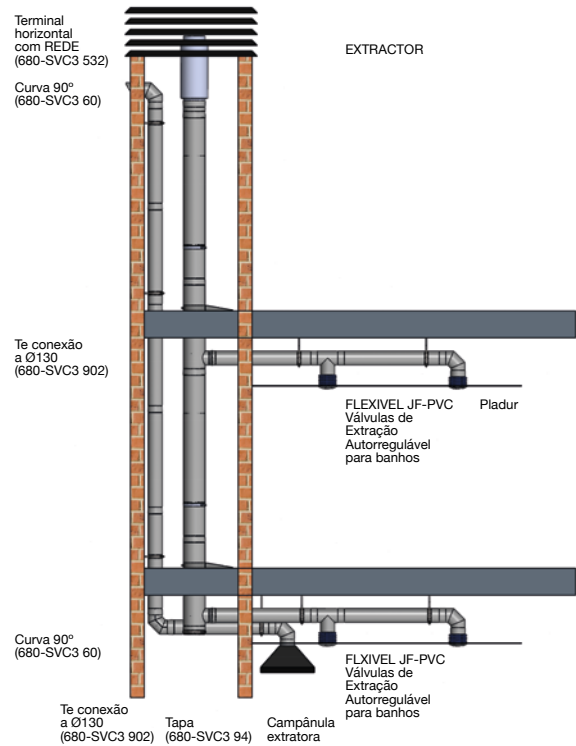 Terminal
horizontal
com REDE
(680-SVC3 532)
EXTRACTOR
Curva 90º
(680-SVC3 60)
Te conexão
a Ø130
(680-SVC3 902)
FLEXIVEL JF-PVC
Válvulas de
Extração
Autorregulável
para banhos
Pladur
Curva 90º
(680-SVC3 60)
FLXIVEL JF-PVC
Válvulas de
Extração
Autorregulável
para banhos
Te conexão
a Ø130
(680-SVC3 902)
Tapa
(680-SVC3 94)
Campânula
extratora